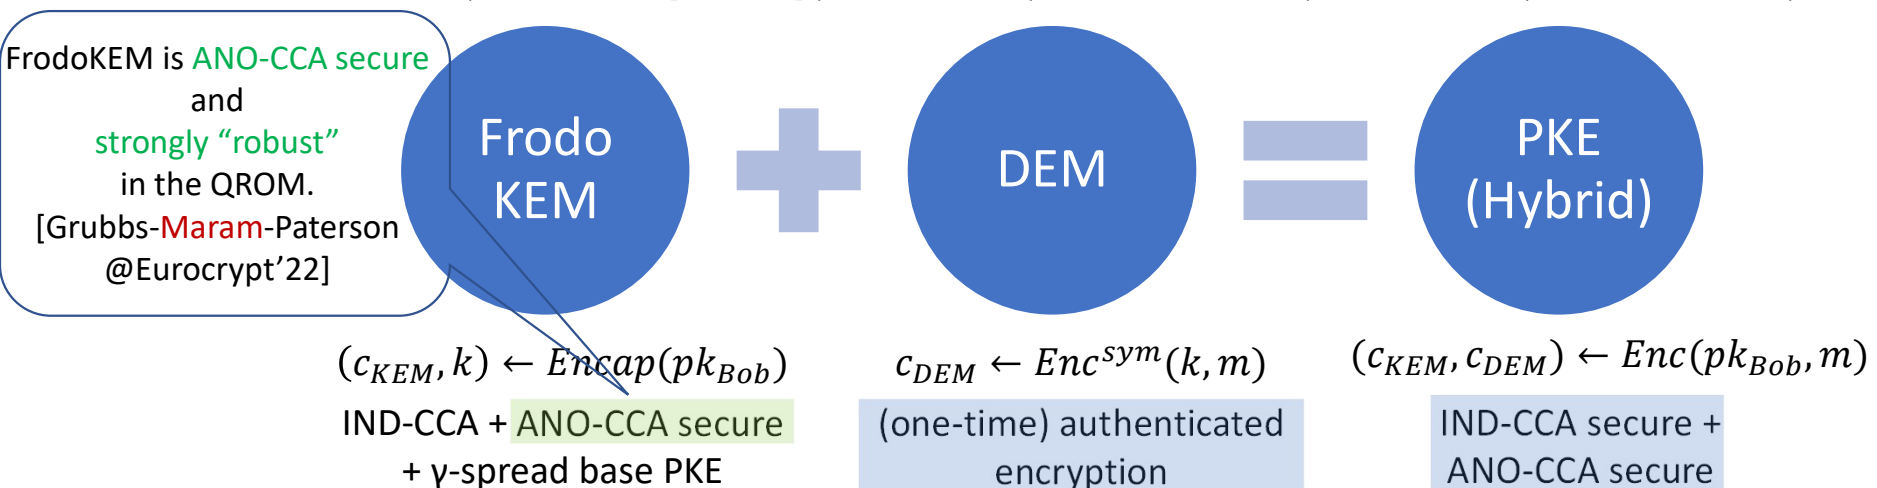 FrodoKEM is ANO-CCA secure
and
strongly “robust”
in the QROM.
[Grubbs-Maram-Paterson
@Eurocrypt’22]
Frodo
KEM
DEM
PKE
(Hybrid)
(c_{KEM}, k) ← Encap(pk_{Bob})
c_{DEM} ← Enc^{sym}(k, m)
(c_{KEM}, c_{DEM}) ← Enc(pk_{Bob}, m)
IND-CCA + ANO-CCA secure
+ γ-spread base PKE
(one-time) authenticated
encryption
IND-CCA secure +
ANO-CCA secure